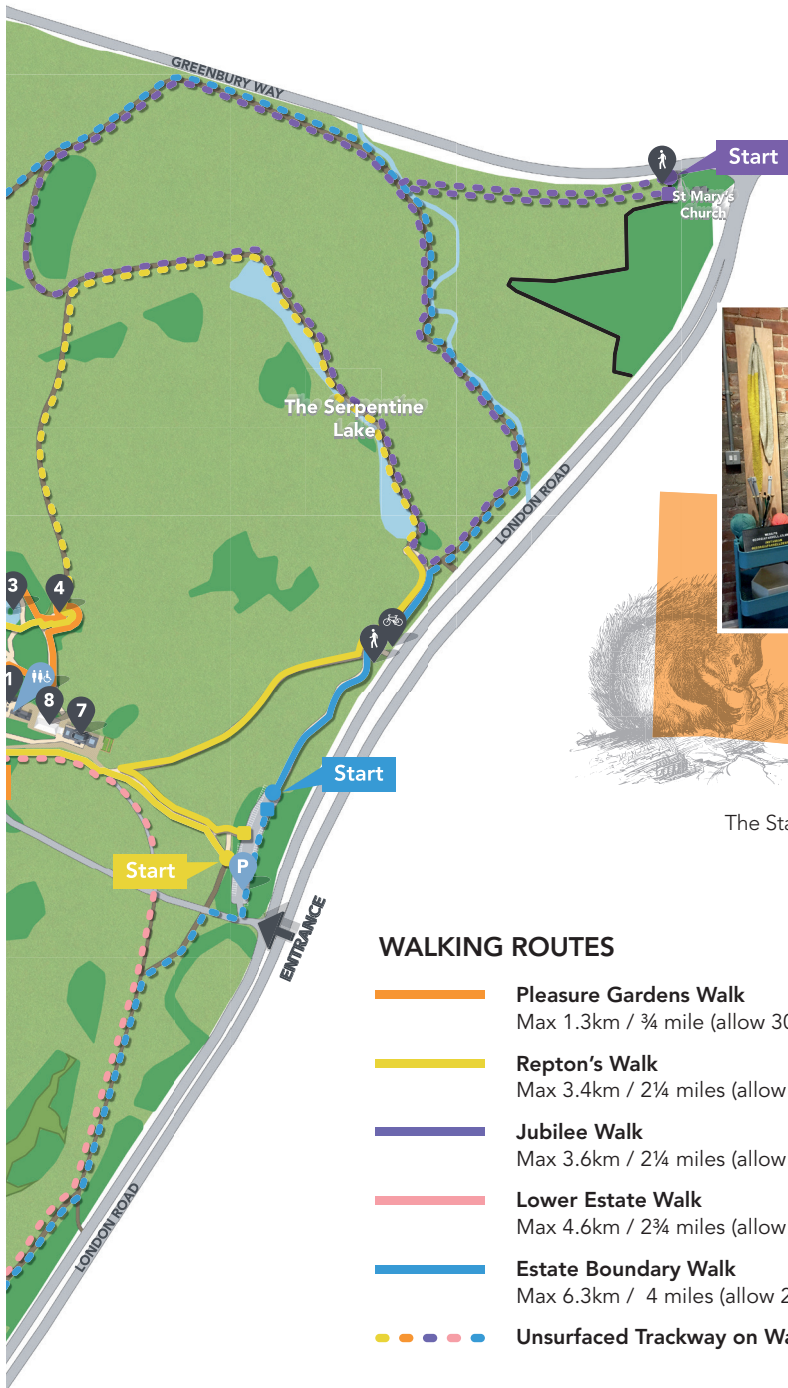 GREENBURY WAY
Start
St Mary's
Church
The Serpentine
Lake
LONDON ROAD
3
4
1
8
7
Start
The Sta
Start
P
ENTRANCE
WALKING ROUTES
Pleasure Gardens Walk
Max 1.3km / ¾ mile (allow 30
Repton's Walk
Max 3.4km / 2¼ miles (allow
Jubilee Walk
Max 3.6km / 2¼ miles (allow
Lower Estate Walk
Max 4.6km / 2¾ miles (allow
Estate Boundary Walk
Max 6.3km / 4 miles (allow 2
Unsurfaced Trackway on Wa
LONDON ROAD